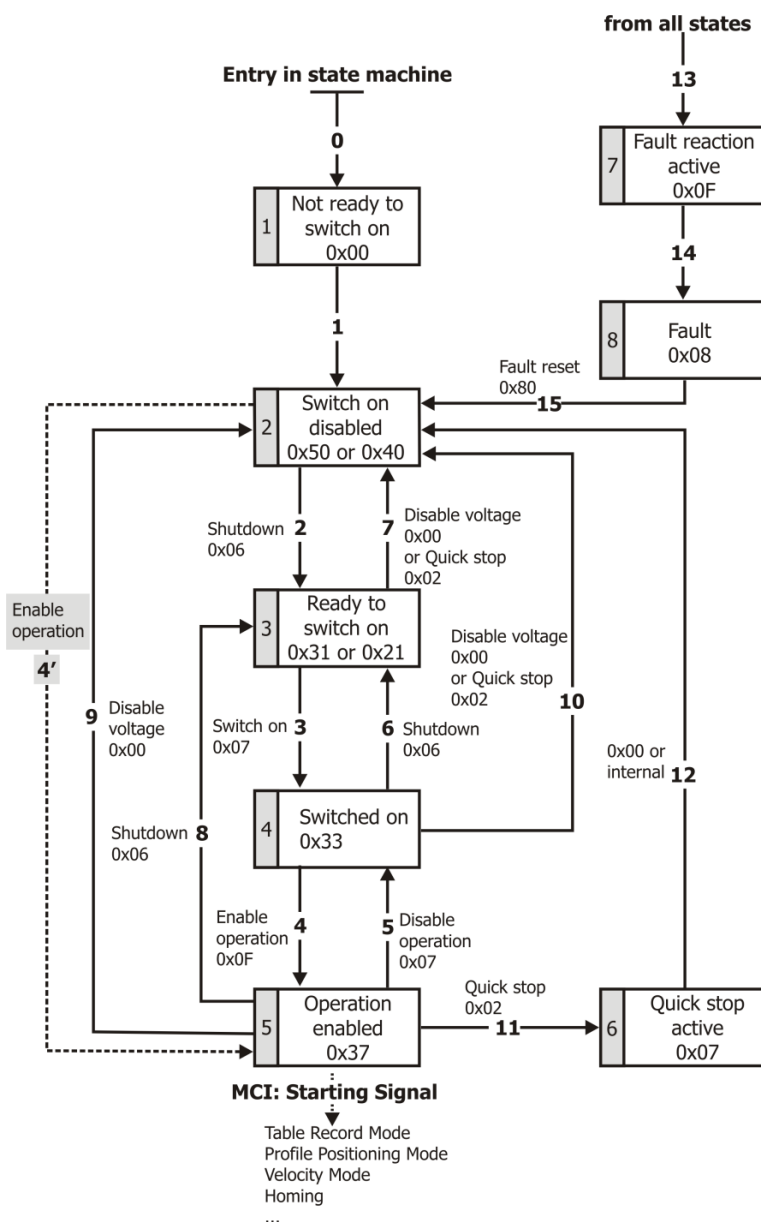 from all states
Entry in state machine
13
0
7
Fault reaction
active
0x0F
1
Not ready to
switch on
0x00
14
8
Fault
0x08
1
Fault reset
0x80
15
2
Switch on
disabled
0x50 or 0x40
Shutdown
0x06
2
7
Disable voltage
0x00
or Quick stop
0x02
Enable
operation
4'
3
Ready to
switch on
0x31 or 0x21
Disable voltage
0x00
or Quick stop
0x02
10
9
Disable
voltage
0x00
Switch on
0x07
3
6
Shutdown
0x06
0x00 or
internal
12
4
Switched on
0x33
Shutdown
0x06
8
Enable
operation
0x0F
4
5
Disable
operation
0x07
5
Operation
enabled
0x37
Quick stop
0x02
11
6
Quick stop
active
0x07
MCI: Starting Signal
Table Record Mode
Profile Positioning Mode
Velocity Mode
Homing
...